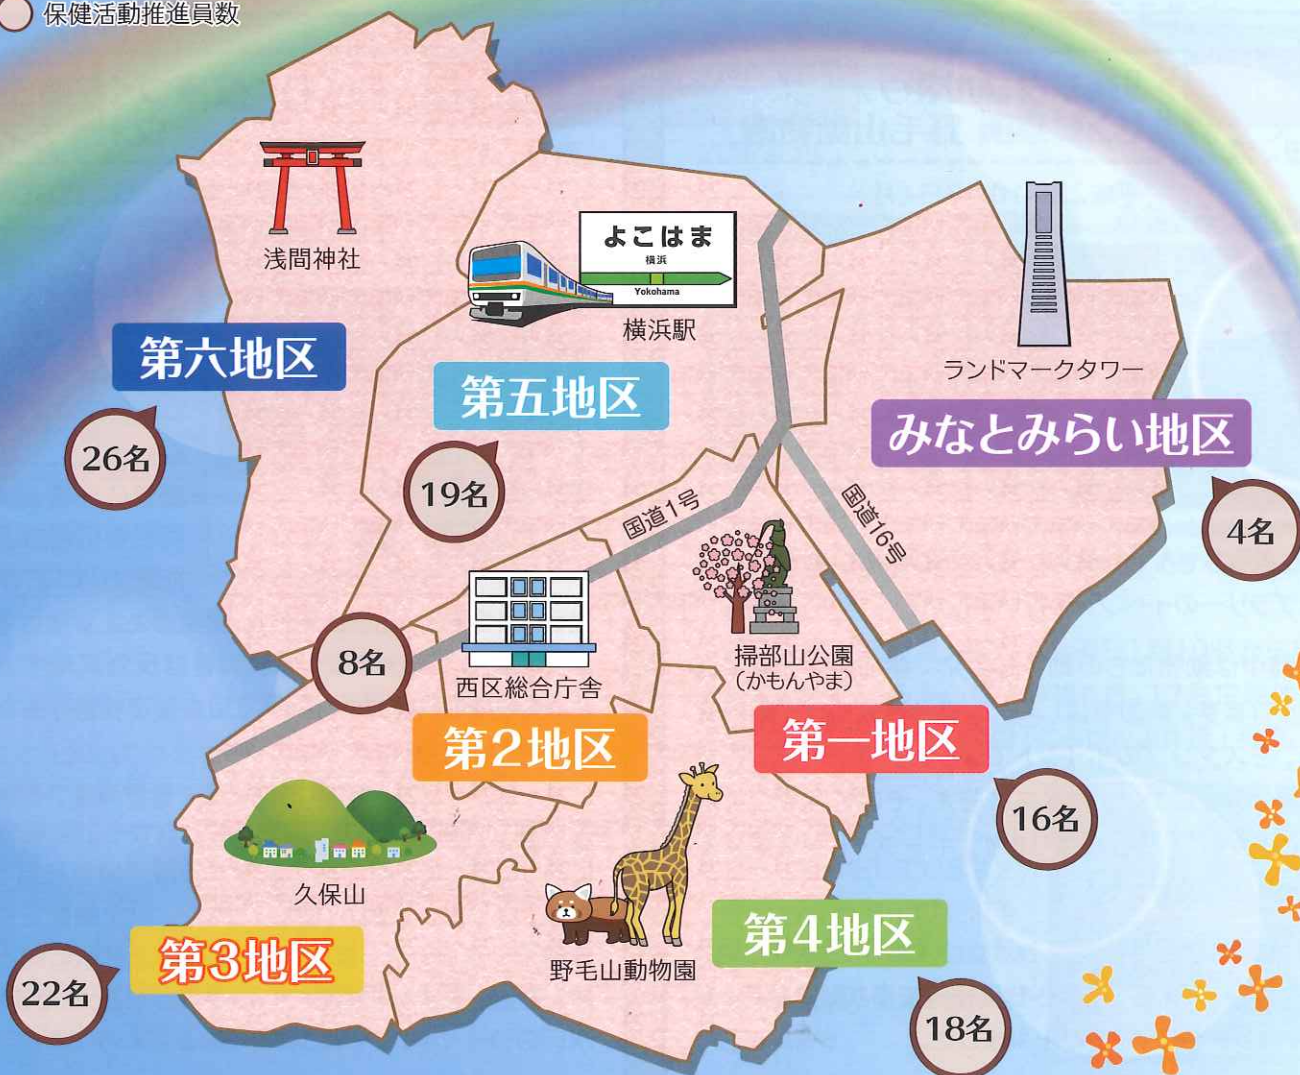 保健活動推進員数
浅間神社
よこはま
横浜
Yokohama
横浜駅
ランドマークタワー
第六地区
26名
第五地区
19名
みなとみらい地区
4名
国道1号
国道16号
8名
西区総合庁舎
掃部山公園
(かもんやま)
第2地区
第一地区
16名
久保山
野毛山動物園
第3地区
22名
第4地区
18名